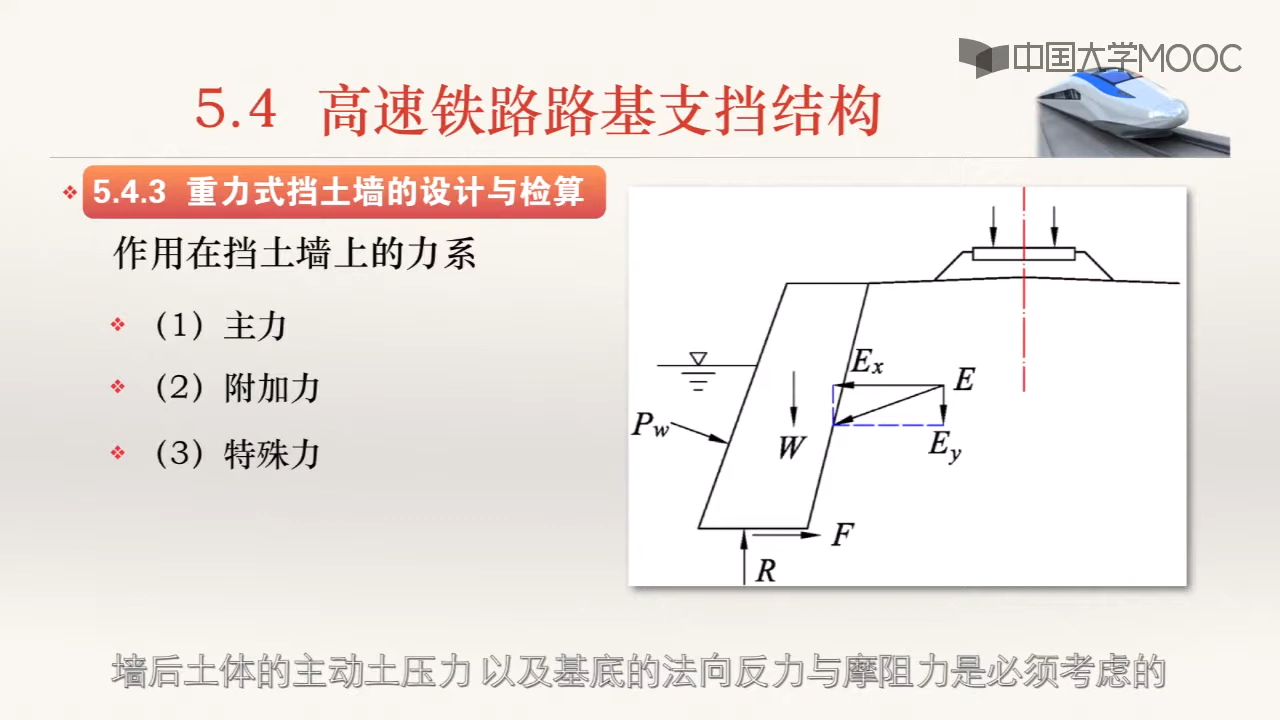 中国大学MOOC
5.4 高速铁路路基支挡结构
5.4.3 重力式挡土墙的设计与检算
作用在挡土墙上的力系
（1）主力
（2）附加力
（3）特殊力
Ex
E
Pw
W
Ey
F
R
墙后土体的主动土压力 以及基底的法向反力与摩阻力是必须考虑的